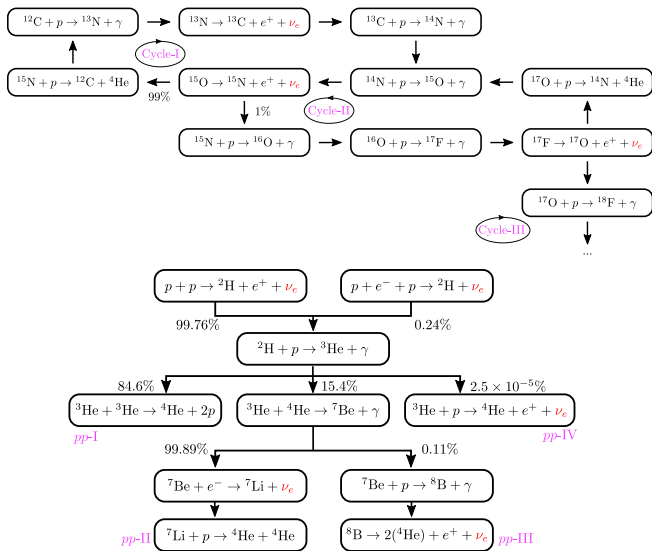 ¹²C + p → ¹³N + γ
¹³N → ¹³C + e⁺ + νₑ
¹³C + p → ¹⁴N + γ
Cycle-I
¹⁵N + p → ¹²C + ⁴He
¹⁵O → ¹⁵N + e⁺ + νₑ
¹⁴N + p → ¹⁵O + γ
¹⁷O + p → ¹⁴N + ⁴He
99%
1%
Cycle-II
¹⁵N + p → ¹⁶O + γ
¹⁶O + p → ¹⁷F + γ
¹⁷F → ¹⁷O + e⁺ + νₑ
¹⁷O + p → ¹⁸F + γ
Cycle-III
...
p + p → ²H + e⁺ + νₑ
p + e⁻ + p → ²H + νₑ
99.76%
0.24%
²H + p → ³He + γ
84.6%
15.4%
2.5 × 10⁻⁵%
³He + ³He → ⁴He + 2p
³He + ⁴He → ⁷Be + γ
³He + p → ⁴He + e⁺ + νₑ
pp-I
pp-IV
99.89%
0.11%
⁷Be + e⁻ → ⁷Li + νₑ
⁷Be + p → ⁸B + γ
pp-II
⁷Li + p → ⁴He + ⁴He
⁸B → 2(⁴He) + e⁺ + νₑ
pp-III